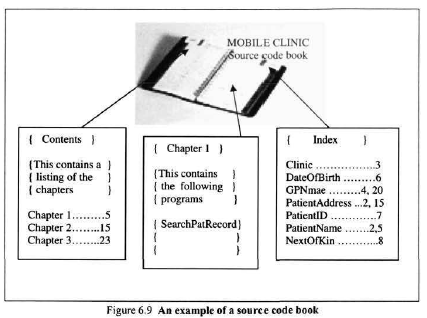 MOBILE CLINIC
Source code book
{ Contents }
{This contains a }
{ listing of the }
{ chapters }
Chapter 1.........5
Chapter 2........15
Chapter 3........23
{ Chapter 1 }
{This contains }
{ the following }
{ programs }
{ SearchPatRecord}
{ }
{ }
{ Index }
Clinic ................3
DateOfBirth .........6
GPNmae .........4, 20
PatientAddress ...2, 15
PatientID ............7
PatientName .......2,5
NextOfKin ...........8
Figure 6.9 An example of a source code book